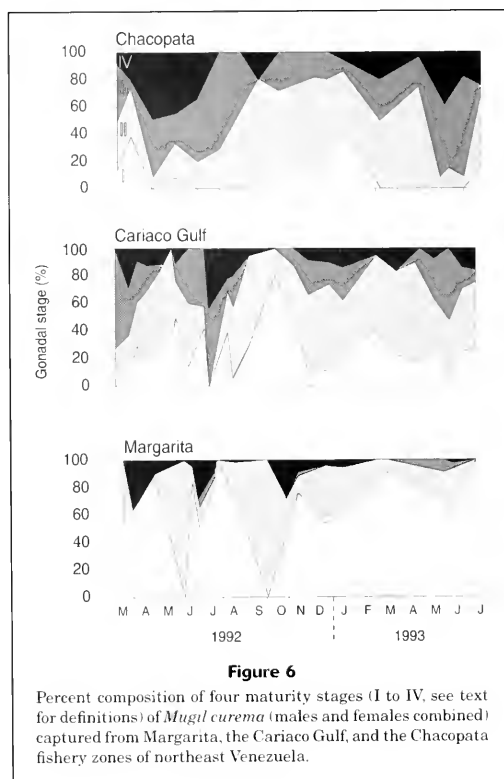 Chacopata
100
80
60
40
20
0
IV
II
I
Cariaco Gulf
100
80
60
40
20
0
Gonadal stage (%)
Margarita
100
80
60
40
20
0
M A M J J A S O N D J F M A M J J
1992 1993
Figure 6
Percent composition of four maturity stages (I to IV, see text
for definitions) of Mugil curema (males and females combined)
captured from Margarita, the Cariaco Gulf, and the Chacopata
fishery zones of northeast Venezuela.